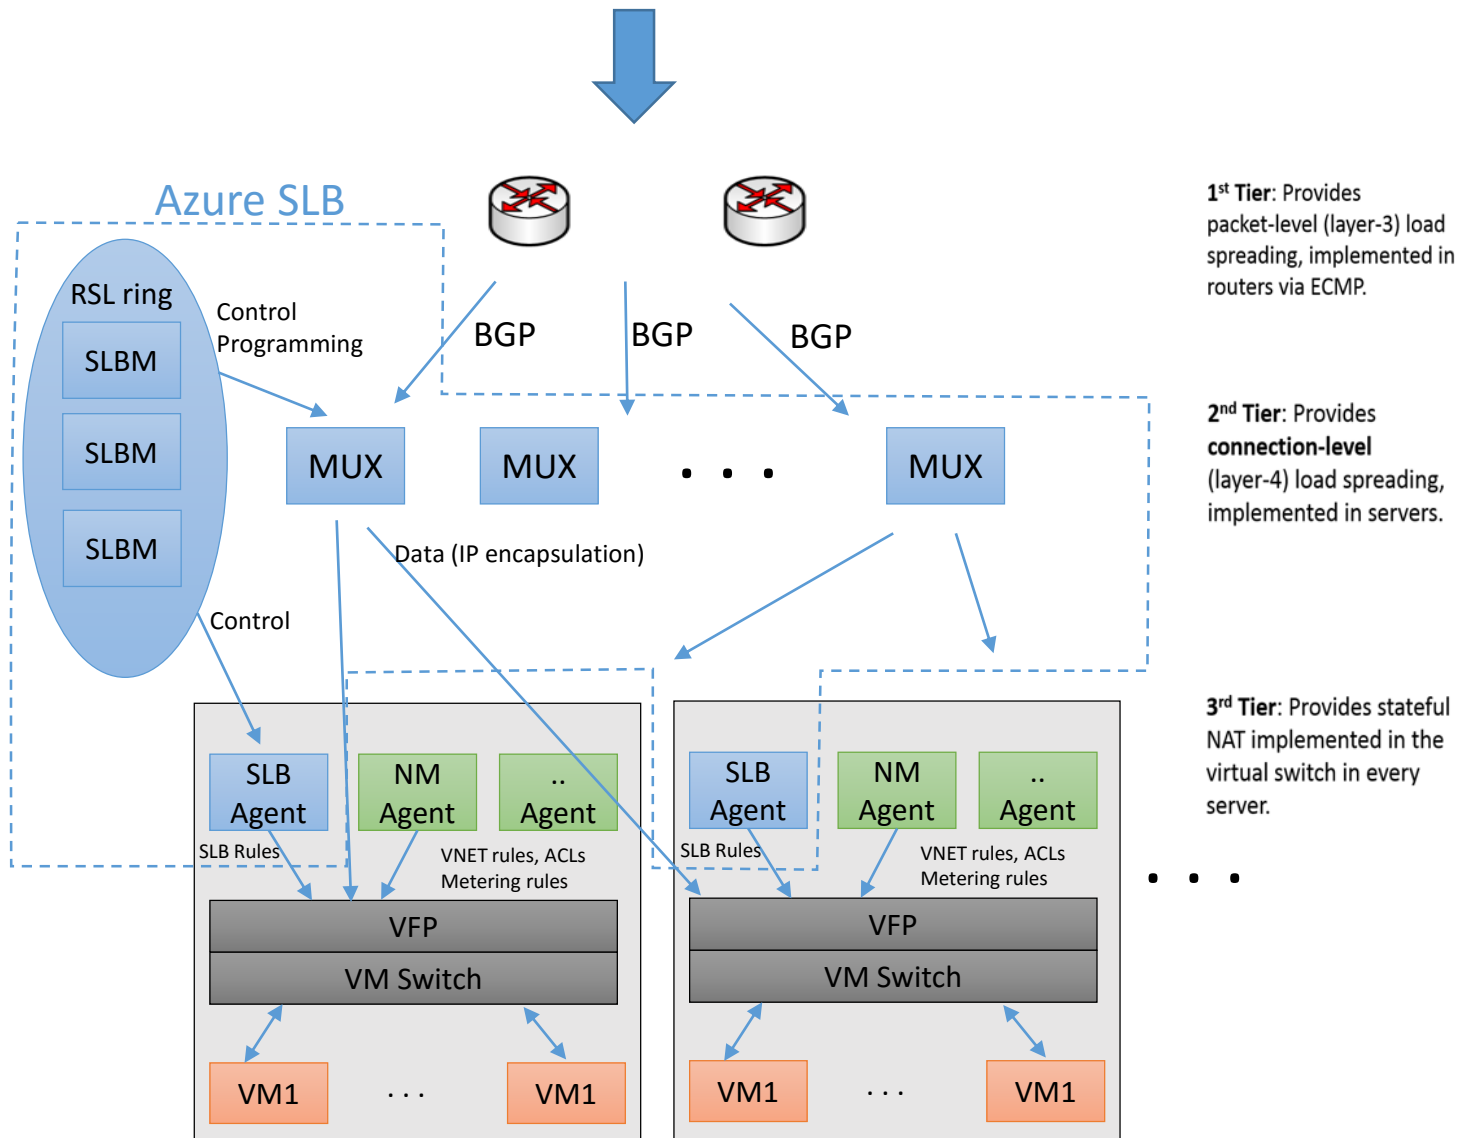 Azure SLB
1st Tier: Provides
packet-level (layer-3) load
spreading, implemented in
routers via ECMP.
RSL ring
SLBM
SLBM
SLBM
Control
Programming
BGP
BGP
BGP
MUX
MUX
. . .
MUX
2nd Tier: Provides
connection-level
(layer-4) load spreading,
implemented in servers.
Data (IP encapsulation)
Control
3rd Tier: Provides stateful
NAT implemented in the
virtual switch in every
server.
SLB
Agent
NM
Agent
..
Agent
SLB Rules
VNET rules, ACLs
Metering rules
VFP
VM Switch
VM1
. . .
VM1
SLB
Agent
NM
Agent
..
Agent
SLB Rules
VNET rules, ACLs
Metering rules
VFP
VM Switch
VM1
. . .
VM1
. . .